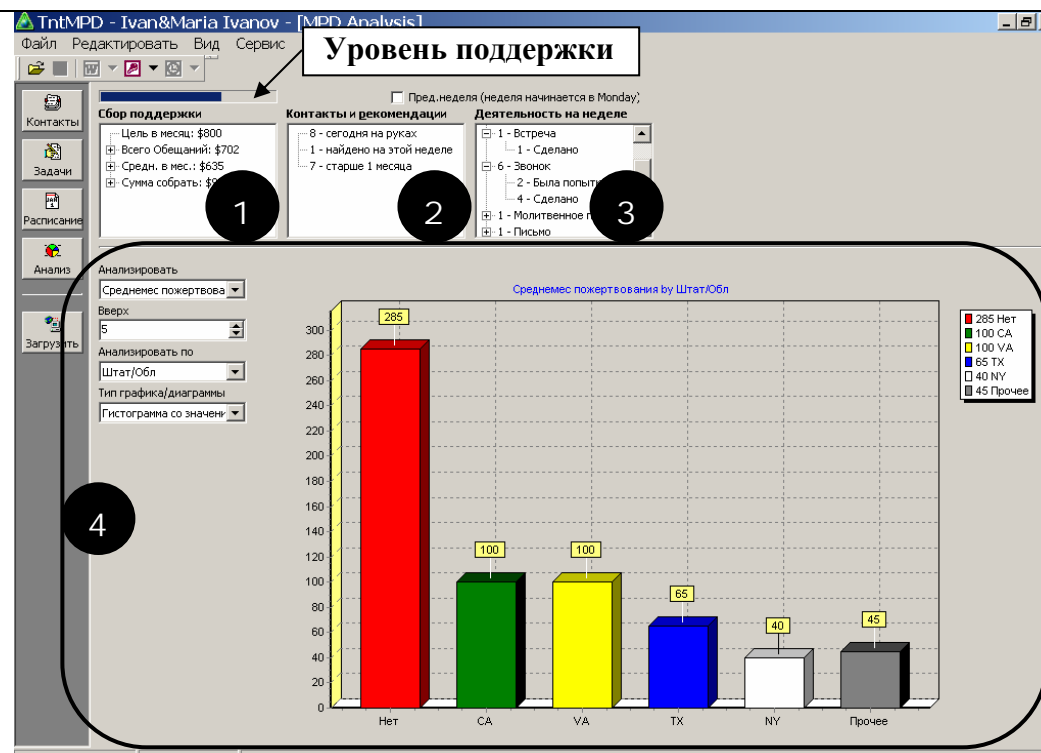 TntMPD - Ivan&Maria Ivanov - [MPD Analysis]
Файл Редактировать Вид Сервис
Уровень поддержки
Пред.неделя (неделя начинается в Monday)
Контакты
Задачи
Расписание
Анализ
Загрузить
Сбор поддержки
Цель в месяц: $800
Всего Обещаний: $702
Средн. в мес.: $635
Сумма собрать:
1
Контакты и рекомендации
8 - сегодня на руках
1 - найдено на этой неделе
7 - старше 1 месяца
2
Деятельность на неделе
1 - Встреча
1 - Сделано
6 - Звонок
2 - Была
4 - Сделано
1 - Молитвенное
1 - Письмо
3
4
Анализировать
Среднемес пожертвова
Вверх
5
Анализировать по
Штат/Обл
Тип графика/диаграммы
Гистограмма со значени
Среднемес пожертвования by Штат/Обл
300
280
260
240
220
200
180
160
140
120
100
80
60
40
20
0
285
100
100
65
40
45
Нет CA VA TX NY Прочее
285 Нет
100 CA
100 VA
65 TX
40 NY
45 Прочее